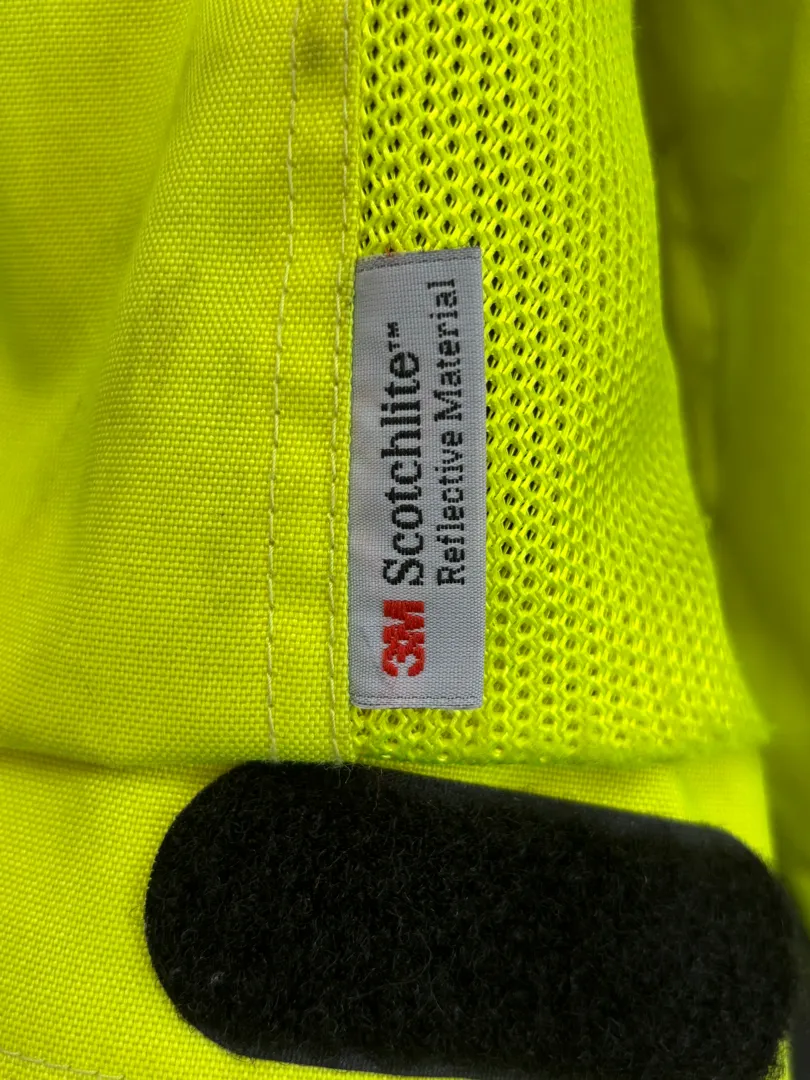 3M Scotchlite™
Reflective Material